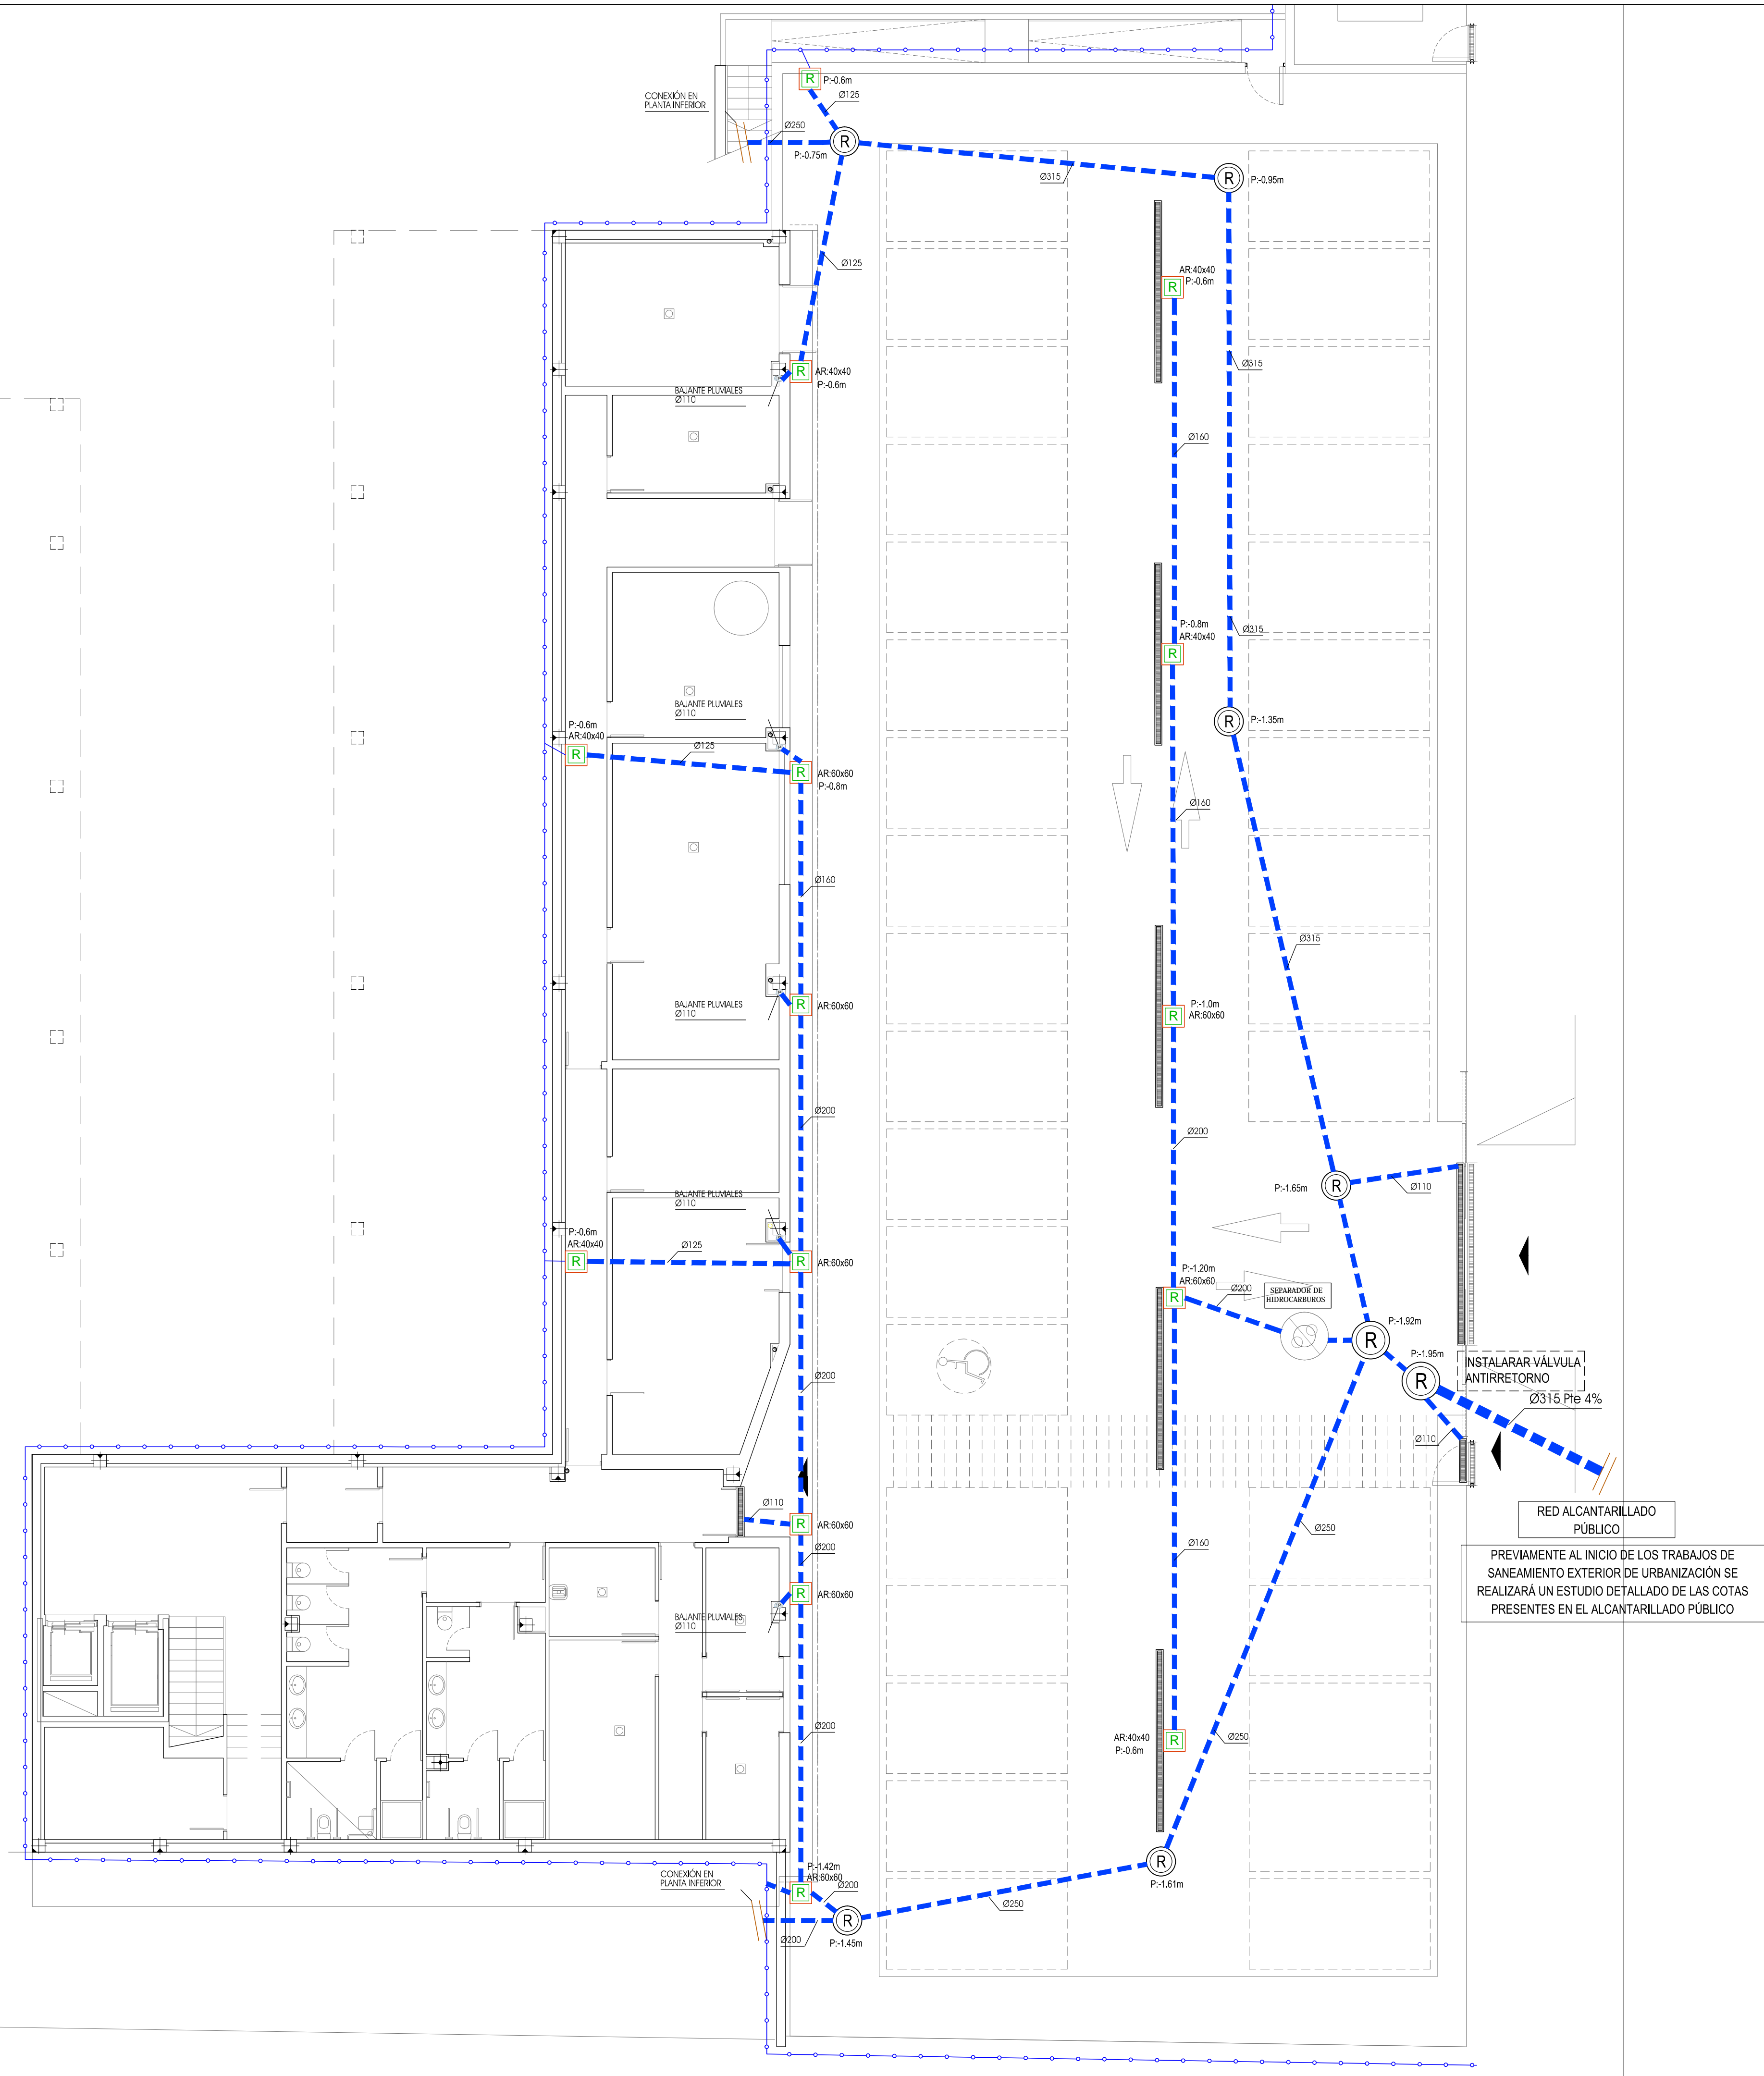 R
P:-0.6m
CONEXIÓN EN
PLANTA INFERIOR
Ø125
Ø250
R
P:-0.75m
Ø315
R
P:-0.95m
Ø125
AR:40x40
P:-0.6m
R
Ø315
R
AR:40x40
P:-0.6m
BAJANTE PLUVIALES
Ø110
Ø160
P:-0.8m
AR:40x40
R
Ø315
BAJANTE PLUVIALES
Ø110
R
P:-1.35m
P:-0.6m
AR:40x40
R
Ø125
R
AR:60x60
P:-0.8m
Ø160
Ø160
Ø315
BAJANTE PLUVIALES
Ø110
R
AR:60x60
P:-1.0m
AR:60x60
R
Ø200
Ø200
BAJANTE PLUVIALES
Ø110
P:-1.65m
R
Ø110
P:-0.6m
AR:40x40
R
Ø125
R
AR:60x60
P:-1.20m
AR:60x60
R
Ø200
SEPARADOR DE
HIDROCARBUROS
P:-1.92m
R
P:-1.95m
R
INSTALARAR VÁLVULA
ANTIRRETORNO
Ø315 Pte 4%
Ø200
Ø110
Ø110
R
AR:60x60
Ø200
Ø250
Ø160
RED ALCANTARILLADO
PÚBLICO
PREVIAMENTE AL INICIO DE LOS TRABAJOS DE
SANEAMIENTO EXTERIOR DE URBANIZACIÓN SE
REALIZARÁ UN ESTUDIO DETALLADO DE LAS COTAS
PRESENTES EN EL ALCANTARILLADO PÚBLICO
R
AR:60x60
BAJANTE PLUVIALES
Ø110
Ø200
AR:40x40
P:-0.6m
R
Ø250
P:-1.42m
AR:60x60
R
Ø200
CONEXIÓN EN
PLANTA INFERIOR
R
P:-1.61m
Ø250
R
Ø200
P:-1.45m